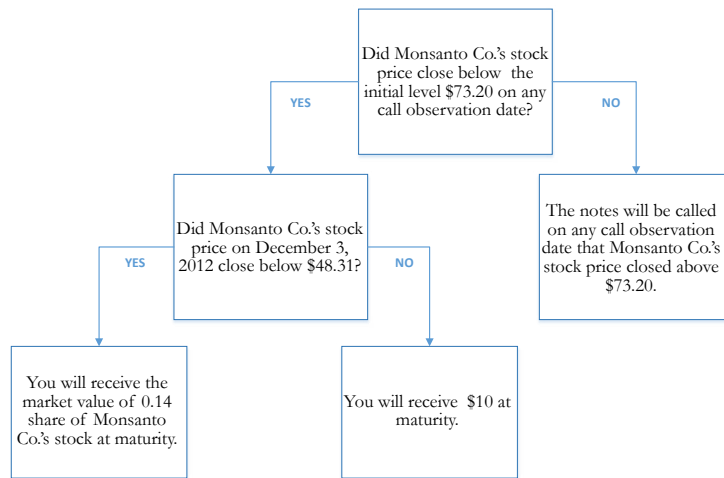 Did Monsanto Co.'s stock
price close below the
initial level $73.20 on any
call observation date?
YES
NO
Did Monsanto Co.'s stock
price on December 3,
2012 close below $48.31?
The notes will be called
on any call observation
date that Monsanto Co.'s
stock price closed above
$73.20.
YES
NO
You will receive the
market value of 0.14
share of Monsanto
Co.'s stock at maturity.
You will receive $10 at
maturity.